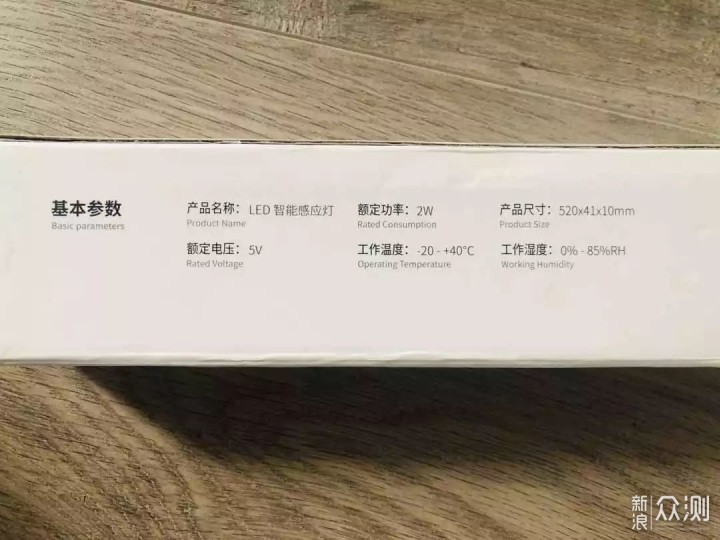 基本参数
Basic parameters
产品名称: LED 智能感应灯
Product Name
额定功率: 2W
Rated Consumption
产品尺寸: 520x41x10mm
Product Size
额定电压: 5V
Rated Voltage
工作温度: -20 - +40°C
Operating Temperature
工作湿度: 0% - 85%RH
Working Humidity
新浪众测